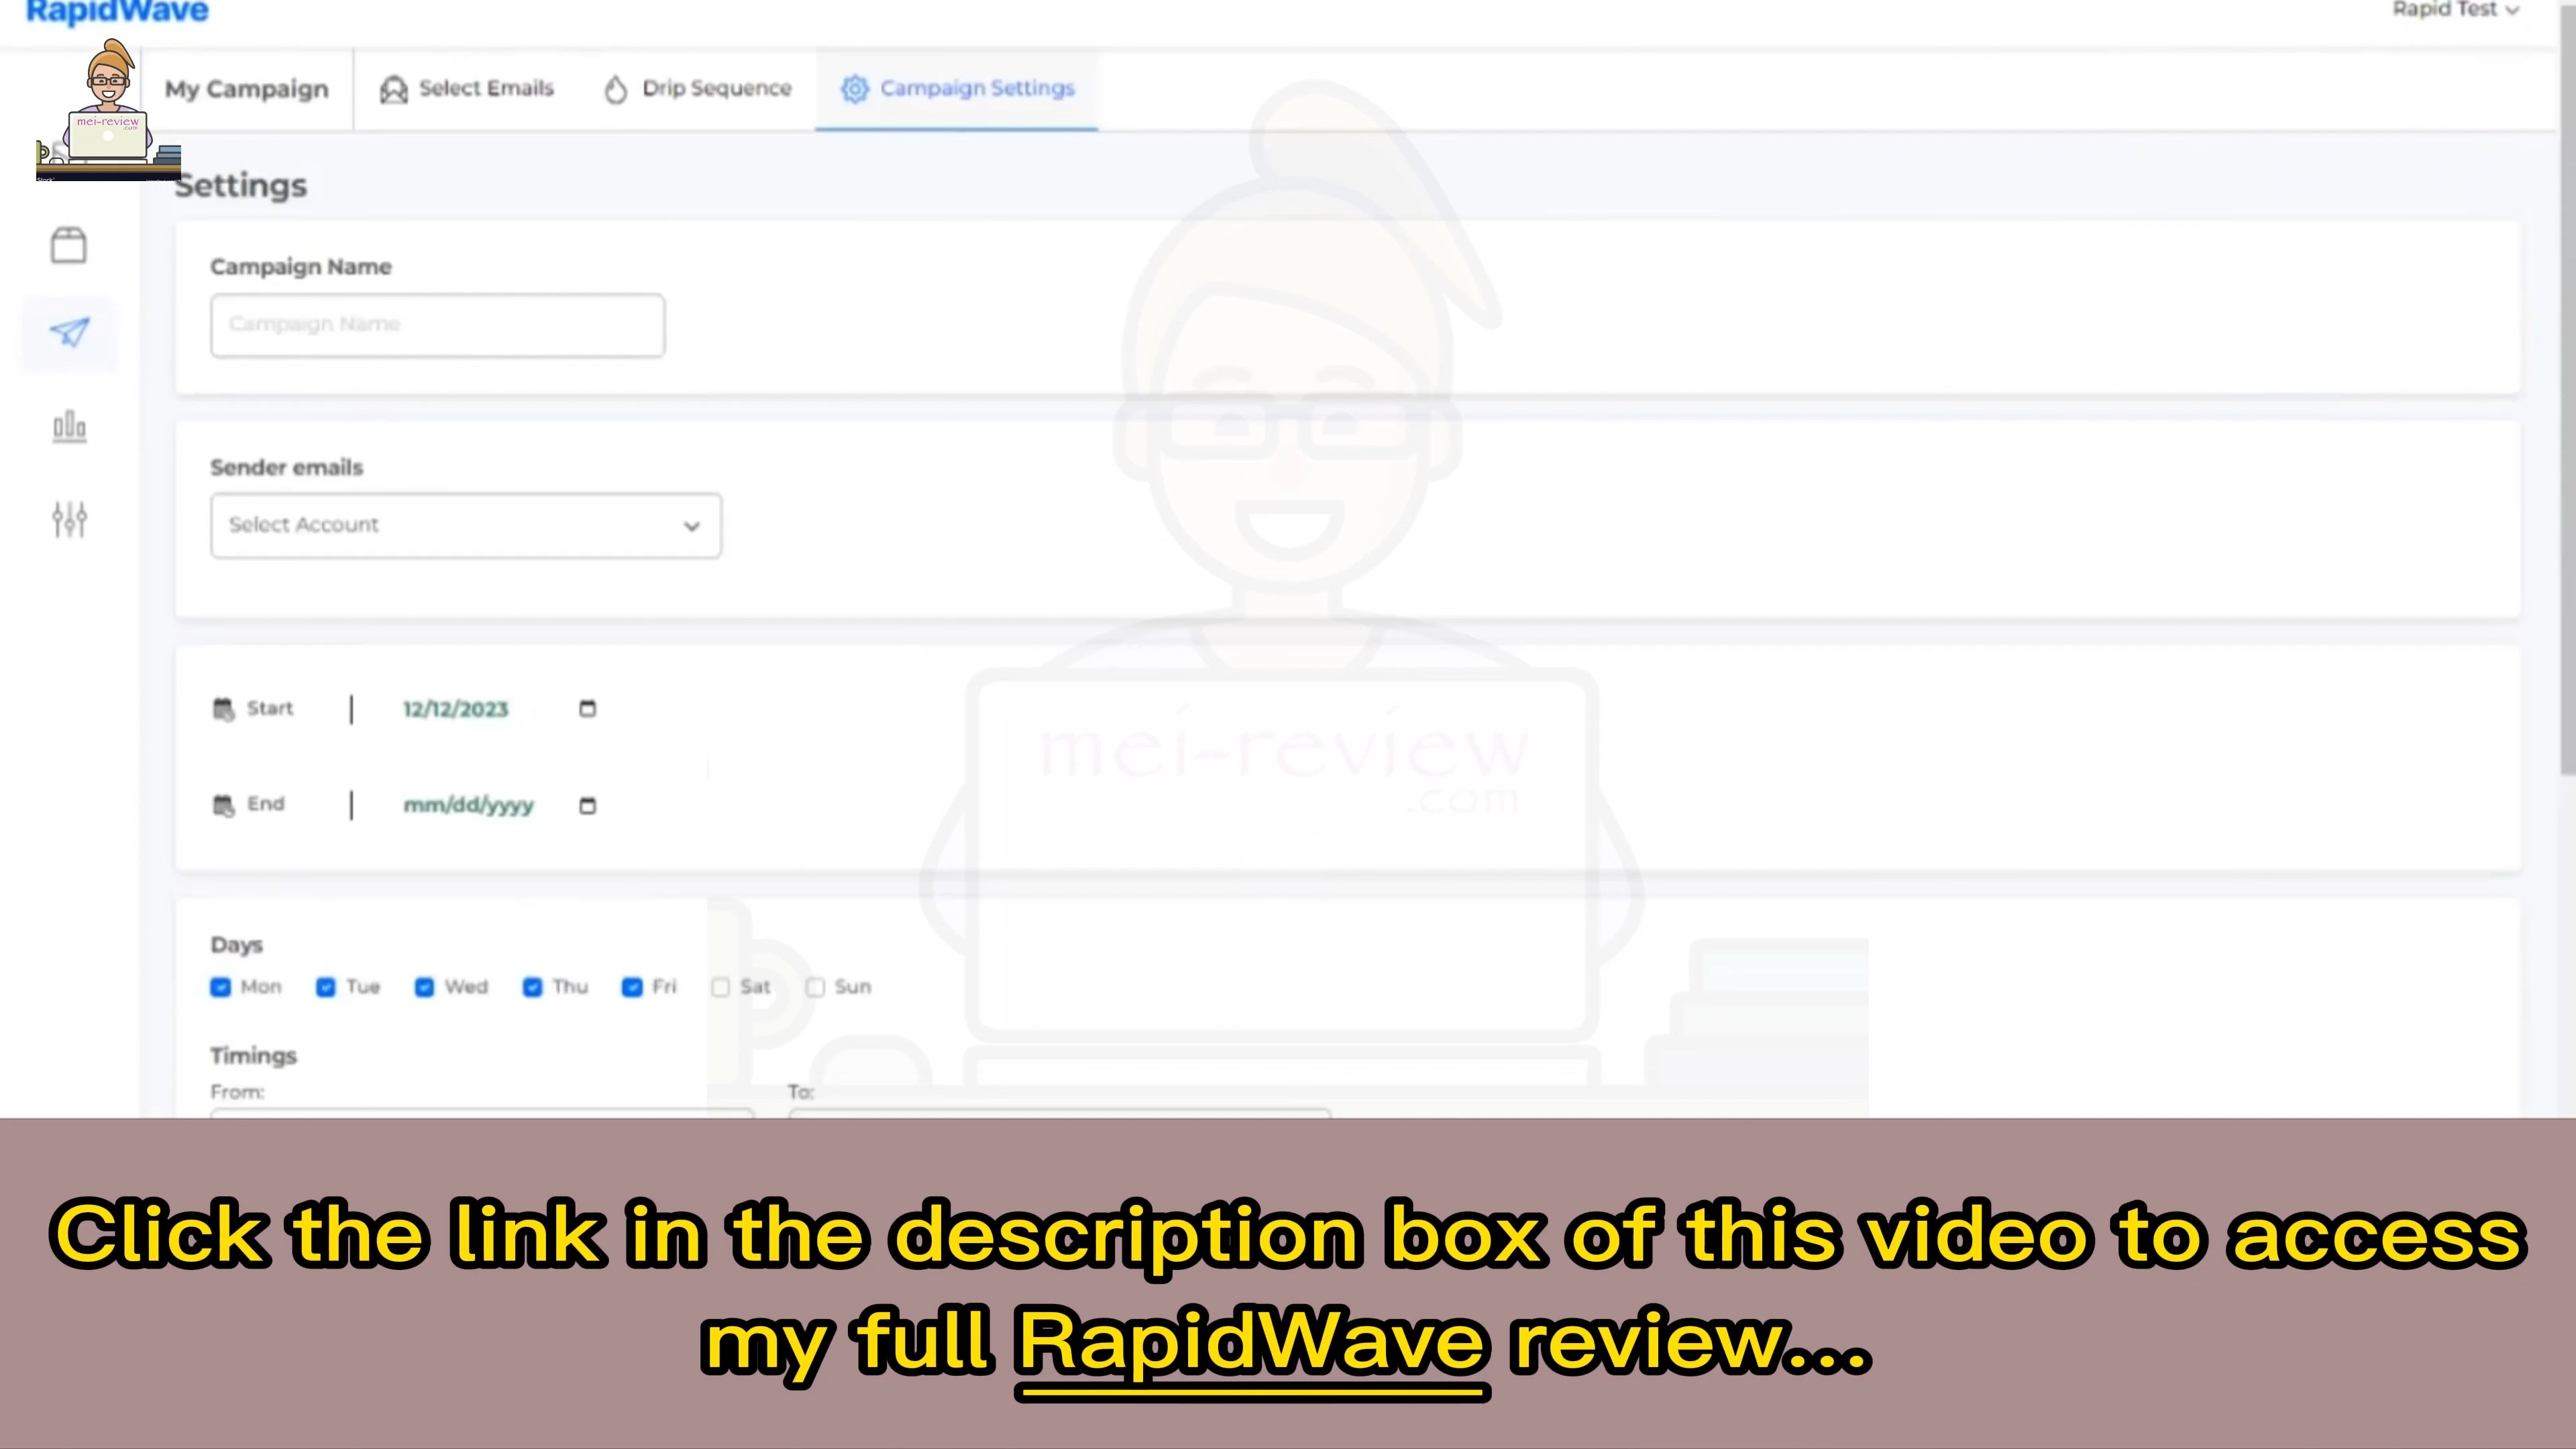 RapidWave
Rapid Test
mei-review
.com
My Campaign
Select Emails
Drip Sequence
Campaign Settings
Settings
Campaign Name
Campaign Name
Sender emails
Select Account
Start
12/12/2023
End
mm/dd/yyyy
mei-review
.com
Days
Mon Tue Wed Thu Fri Sat Sun
Timings
From:
To:
Click the link in the description box of this video to access
my full RapidWave review...